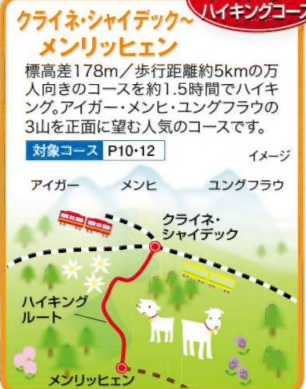 ハイキングコース
クライネ・シャイデック～
メンリッヒェン
標高差178m／歩行距離約5kmの万
人向きのコースを約1.5時間でハイキ
ング。アイガー・メンヒ・ユングフラウの
3山を正面に望む人気のコースです。
対象コース P10・12
イメージ
アイガー メンヒ ユングフラウ
クライネ・
シャイデック
ハイキング
ルート
メンリッヒェン